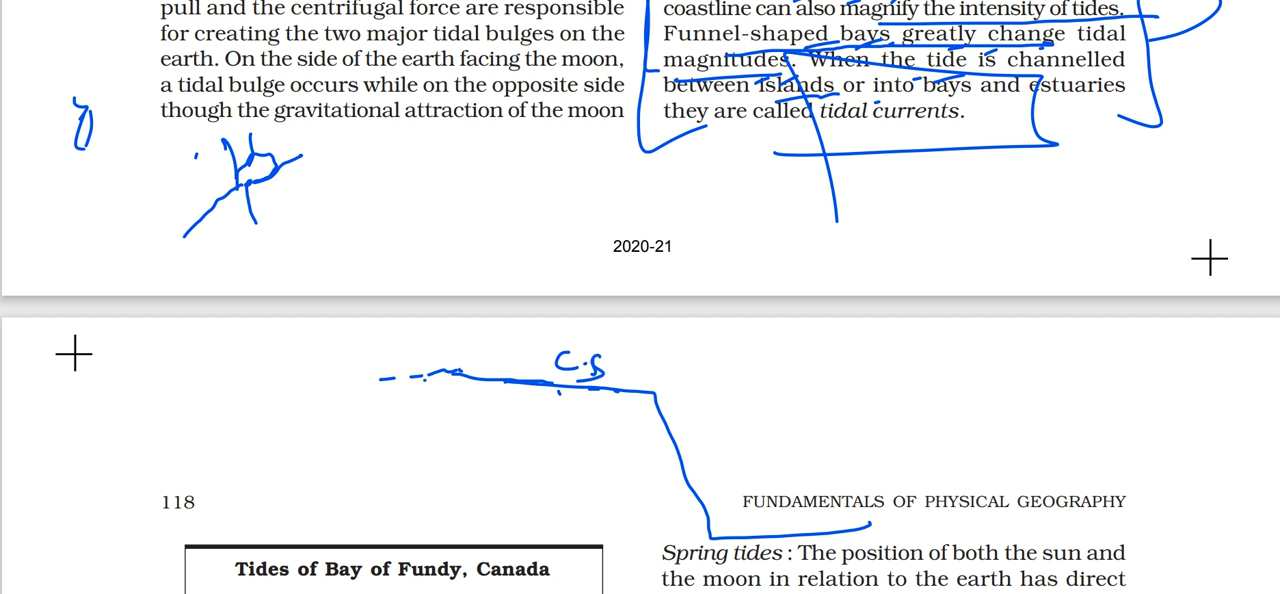 pull and the centrifugal force are responsible
for creating the two major tidal bulges on the
earth. On the side of the earth facing the moon,
a tidal bulge occurs while on the opposite side
though the gravitational attraction of the moon
coastline can also magnify the intensity of tides.
Funnel-shaped bays greatly change tidal
magnitudes. When the tide is channelled
between islands or into bays and estuaries
they are called tidal currents.
2020-21
C.S
118
FUNDAMENTALS OF PHYSICAL GEOGRAPHY
Tides of Bay of Fundy, Canada
Spring tides : The position of both the sun and
the moon in relation to the earth has direct